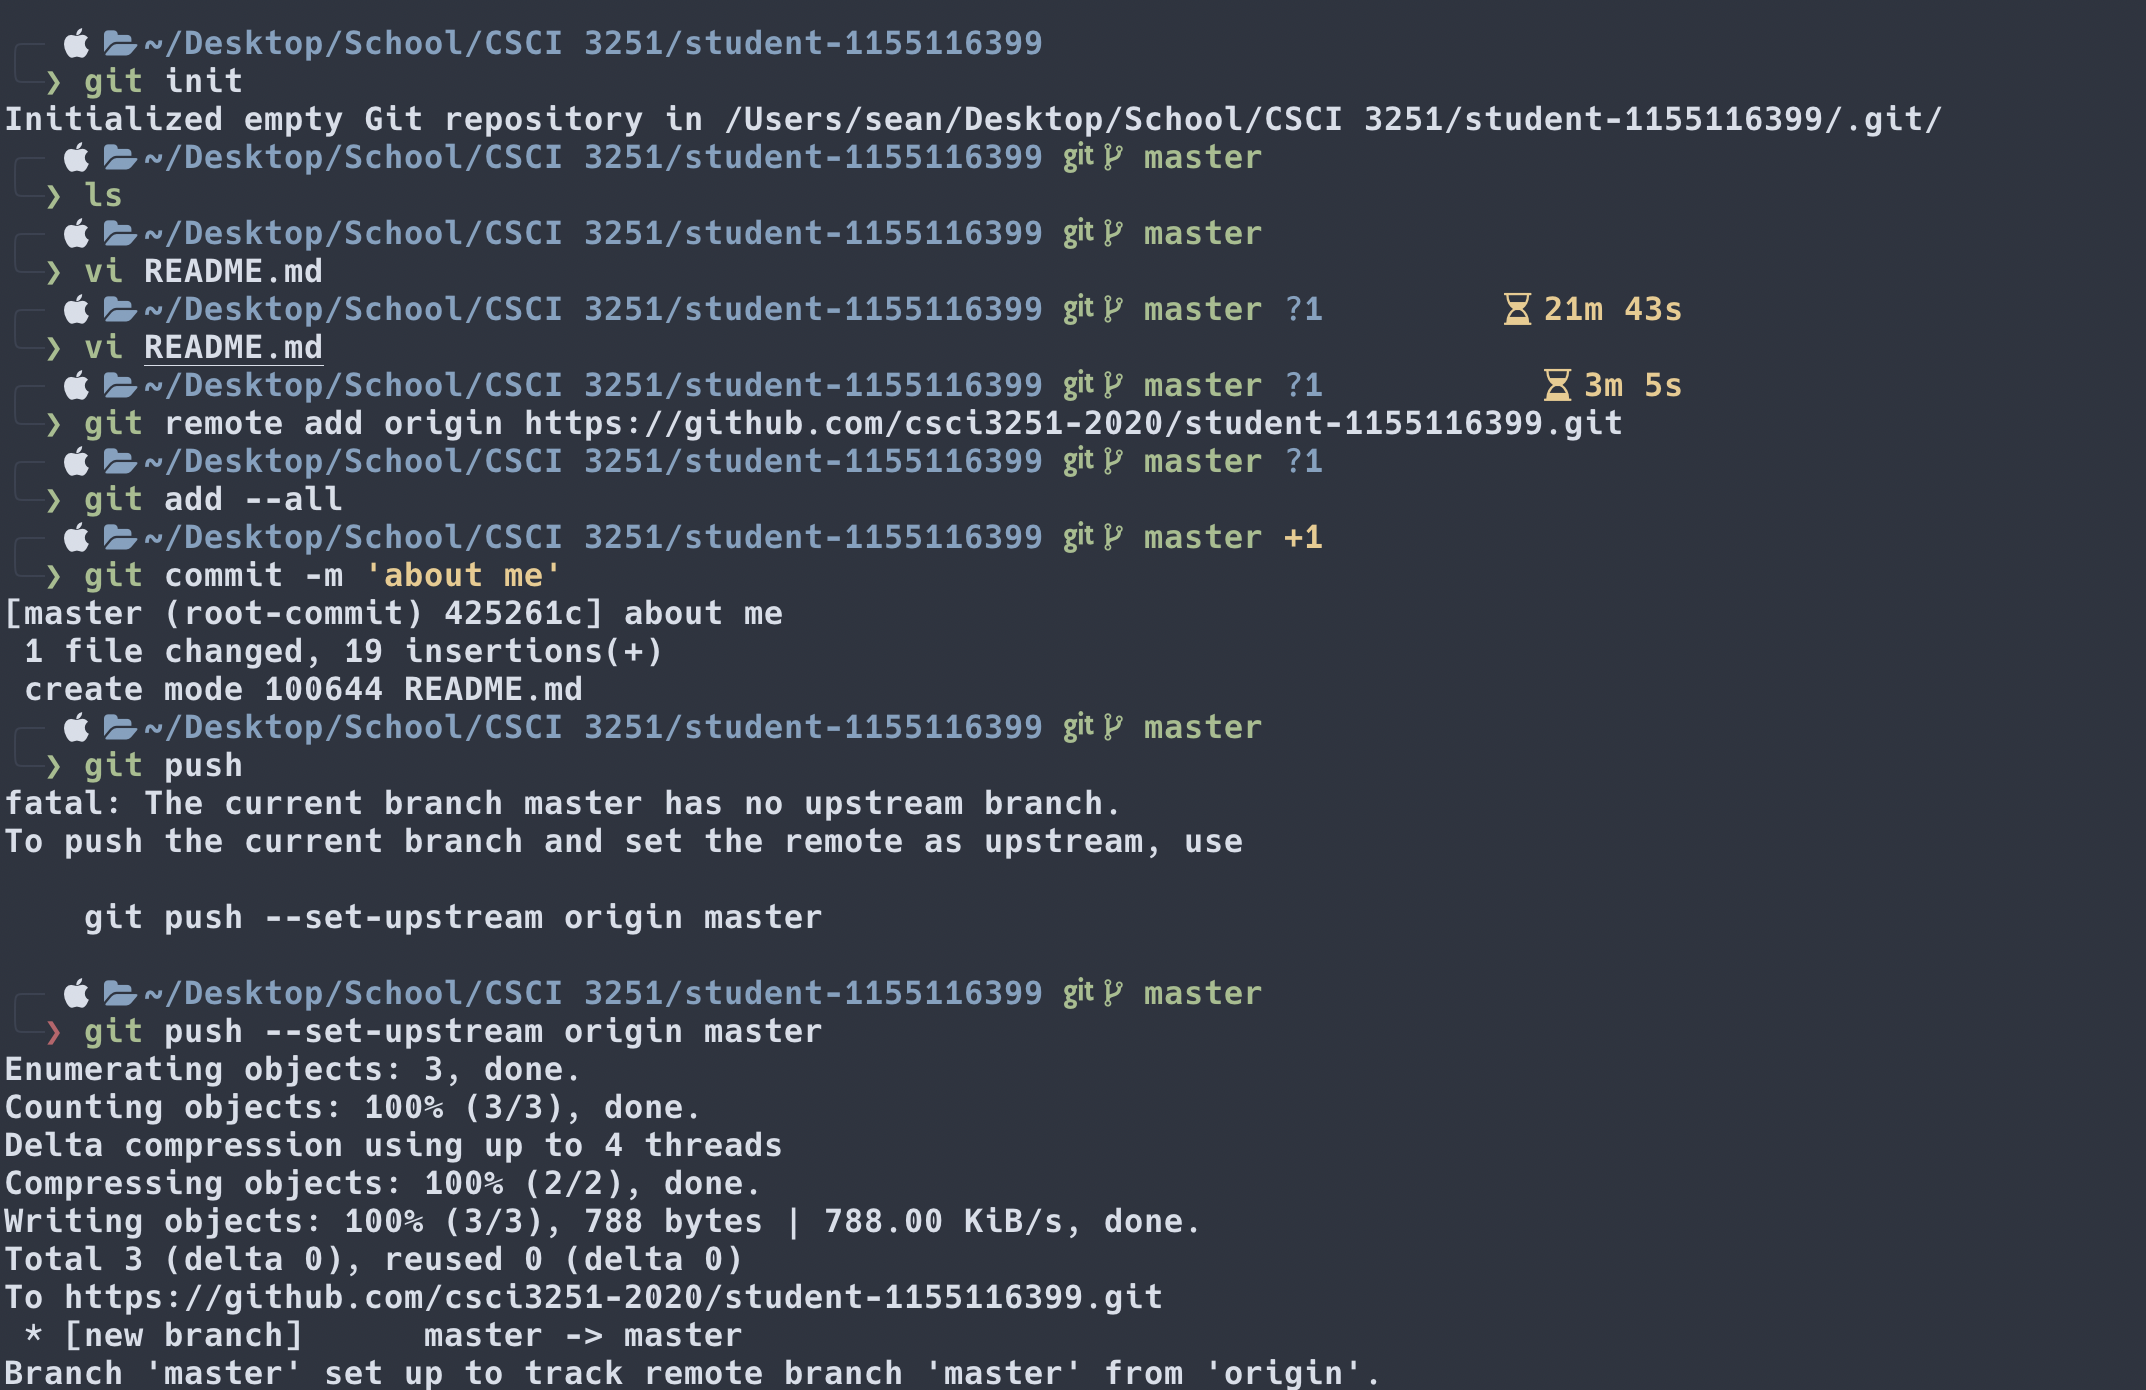 ~/Desktop/School/CSCI 3251/student-1155116399
❯ git init
Initialized empty Git repository in /Users/sean/Desktop/School/CSCI 3251/student-1155116399/.git/
~/Desktop/School/CSCI 3251/student-1155116399 git master
❯ ls
~/Desktop/School/CSCI 3251/student-1155116399 git master
❯ vi README.md
~/Desktop/School/CSCI 3251/student-1155116399 git master ?1 21m 43s
❯ vi README.md
~/Desktop/School/CSCI 3251/student-1155116399 git master ?1 3m 5s
❯ git remote add origin https://github.com/csci3251-2020/student-1155116399.git
~/Desktop/School/CSCI 3251/student-1155116399 git master ?1
❯ git add --all
~/Desktop/School/CSCI 3251/student-1155116399 git master +1
❯ git commit -m 'about me'
[master (root-commit) 425261c] about me
 1 file changed, 19 insertions(+)
 create mode 100644 README.md
~/Desktop/School/CSCI 3251/student-1155116399 git master
❯ git push
fatal: The current branch master has no upstream branch.
To push the current branch and set the remote as upstream, use
    git push --set-upstream origin master
~/Desktop/School/CSCI 3251/student-1155116399 git master
❯ git push --set-upstream origin master
Enumerating objects: 3, done.
Counting objects: 100% (3/3), done.
Delta compression using up to 4 threads
Compressing objects: 100% (2/2), done.
Writing objects: 100% (3/3), 788 bytes | 788.00 KiB/s, done.
Total 3 (delta 0), reused 0 (delta 0)
To https://github.com/csci3251-2020/student-1155116399.git
 * [new branch]      master -> master
Branch 'master' set up to track remote branch 'master' from 'origin'.